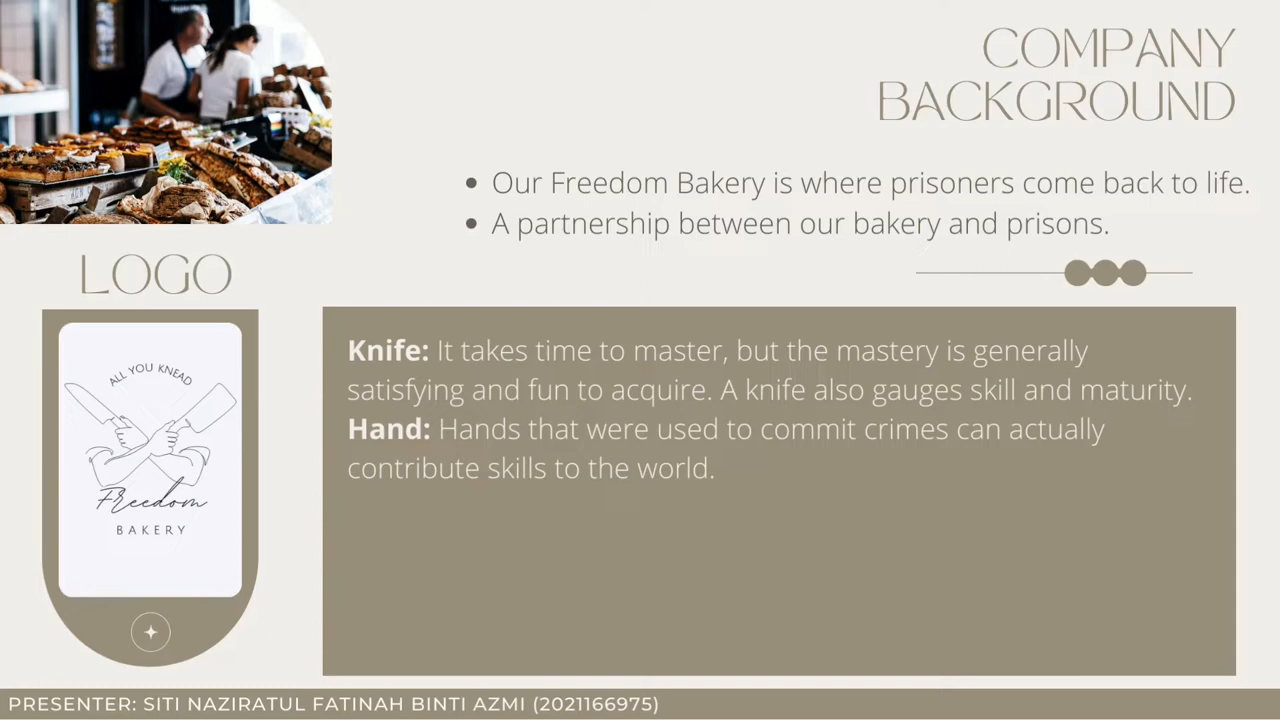 COMPANY
BACKGROUND
Our Freedom Bakery is where prisoners come back to life.
A partnership between our bakery and prisons.
LOGO
ALL YOU KNEAD
Freedom
BAKERY
Knife: It takes time to master, but the mastery is generally
satisfying and fun to acquire. A knife also gauges skill and maturity.
Hand: Hands that were used to commit crimes can actually
contribute skills to the world.
PRESENTER: SITI NAZIRATUL FATINAH BINTI AZMI (2021166975)